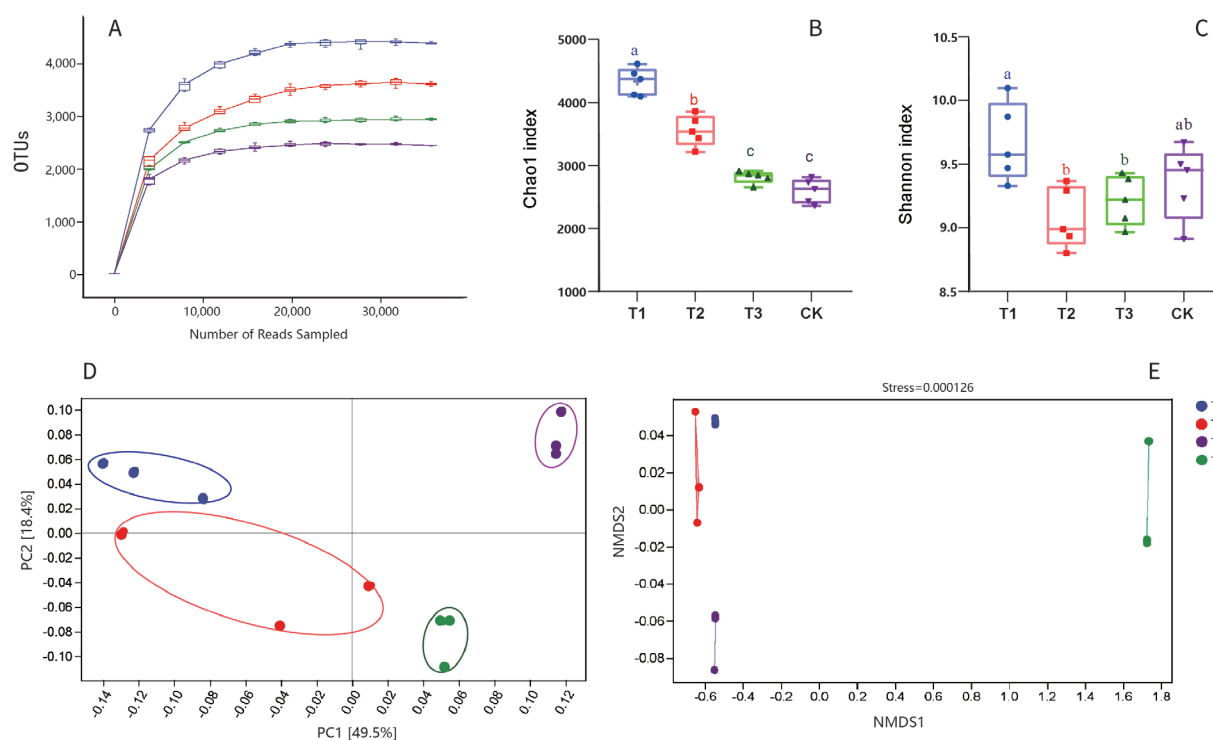 A
0TUs
4,000
3,000
2,000
1,000
0
0 10,000 20,000 30,000
Number of Reads Sampled
B
Chao1 index
5000
4000
3000
2000
1000
a
b
c
c
T1 T2 T3 CK
C
Shannon index
10.5
10.0
9.5
9.0
8.5
a
b
b
ab
T1 T2 T3 CK
D
PC2 [18.4%]
0.10
0.08
0.06
0.04
0.02
0.00
-0.02
-0.04
-0.06
-0.08
-0.10
-0.14 -0.12 -0.10 -0.08 -0.06 -0.04 -0.02 0.00 0.02 0.04 0.06 0.08 0.10 0.12
PC1 [49.5%]
E
Stress=0.000126
NMDS2
0.04
0.02
0.00
-0.02
-0.04
-0.06
-0.08
-0.6 -0.4 -0.2 0.0 0.2 0.4 0.6 0.8 1.0 1.2 1.4 1.6 1.8
NMDS1